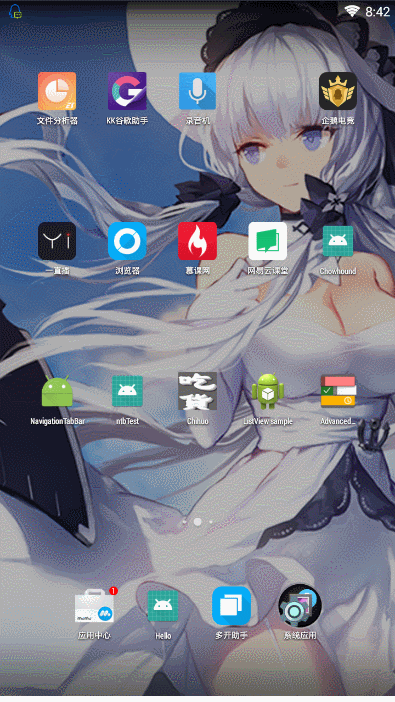 8:42
文件分析器
KK谷歌助手
录音机
企鹅电竞
一直播
浏览器
慕课网
网易云课堂
Chowhound
NavigationTabBar
ntbTest
吃货
Chihuo
ListView sample
Advanced...
1
应用中心
Hello
多开助手
系统应用